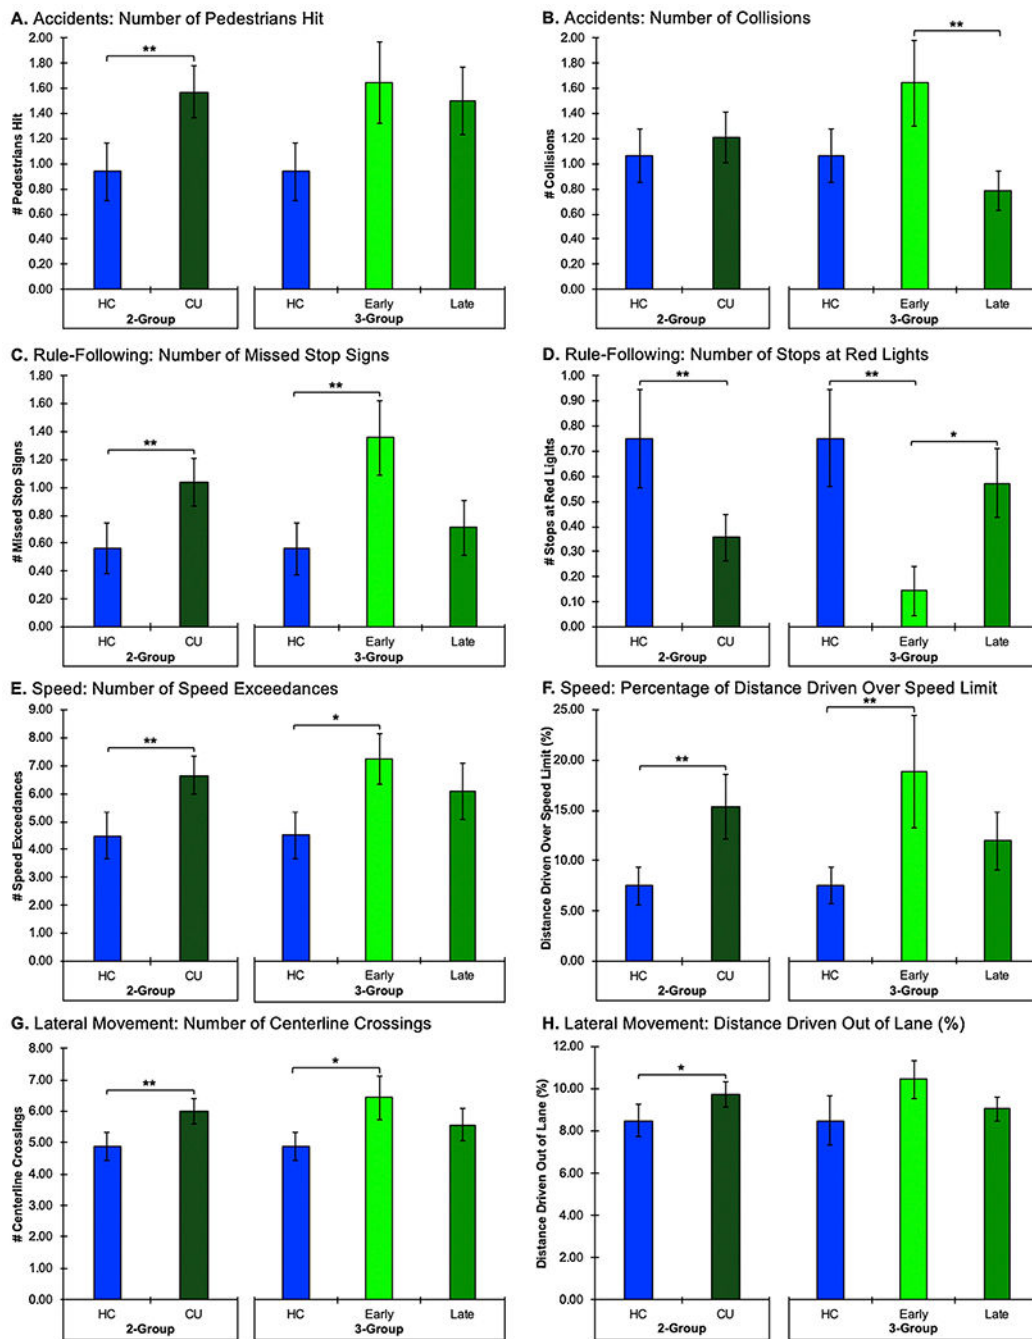 A. Accidents: Number of Pedestrians Hit
2.00
1.80
1.60
1.40
1.20
1.00
0.80
0.60
0.40
0.20
0.00
# Pedestrians Hit
**
HC CU HC Early Late
2-Group 3-Group
B. Accidents: Number of Collisions
2.00
1.80
1.60
1.40
1.20
1.00
0.80
0.60
0.40
0.20
0.00
# Collisions
**
HC CU HC Early Late
2-Group 3-Group
C. Rule-Following: Number of Missed Stop Signs
1.80
1.60
1.40
1.20
1.00
0.80
0.60
0.40
0.20
0.00
# Missed Stop Signs
** **
HC CU HC Early Late
2-Group 3-Group
D. Rule-Following: Number of Stops at Red Lights
1.00
0.90
0.80
0.70
0.60
0.50
0.40
0.30
0.20
0.10
0.00
# Stops at Red Lights
** **
*
HC CU HC Early Late
2-Group 3-Group
E. Speed: Number of Speed Exceedances
9.00
8.00
7.00
6.00
5.00
4.00
3.00
2.00
1.00
0.00
# Speed Exceedances
** *
HC CU HC Early Late
2-Group 3-Group
F. Speed: Percentage of Distance Driven Over Speed Limit
25.00
20.00
15.00
10.00
5.00
0.00
Distance Driven Over Speed Limit (%)
** **
HC CU HC Early Late
2-Group 3-Group
G. Lateral Movement: Number of Centerline Crossings
8.00
7.00
6.00
5.00
4.00
3.00
2.00
1.00
0.00
# Centerline Crossings
** *
HC CU HC Early Late
2-Group 3-Group
H. Lateral Movement: Distance Driven Out of Lane (%)
12.00
10.00
8.00
6.00
4.00
2.00
0.00
Distance Driven Out of Lane (%)
*
HC CU HC Early Late
2-Group 3-Group